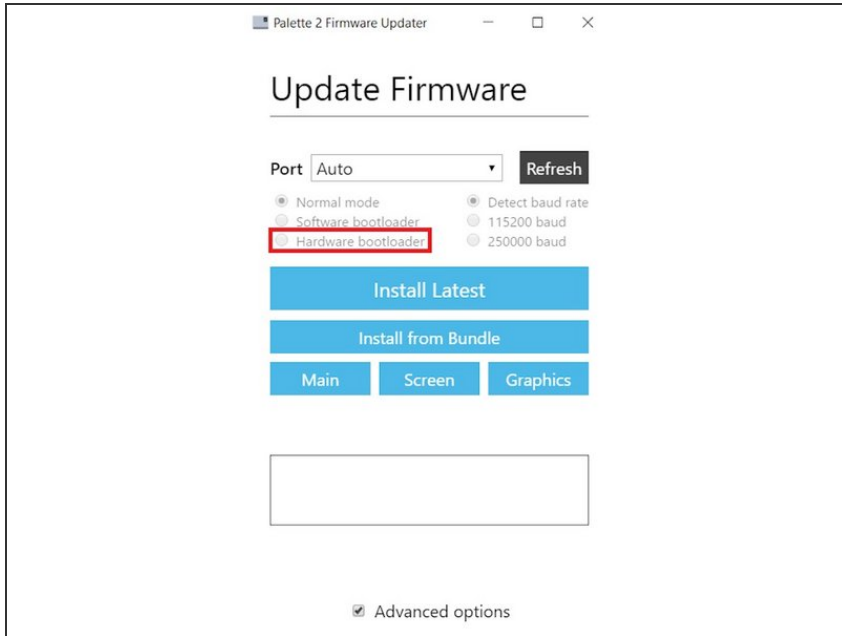 Palette 2 Firmware Updater
Update Firmware
Port Auto Refresh
Normal mode Detect baud rate
Software bootloader 115200 baud
Hardware bootloader 250000 baud
Install Latest
Install from Bundle
Main Screen Graphics
Advanced options